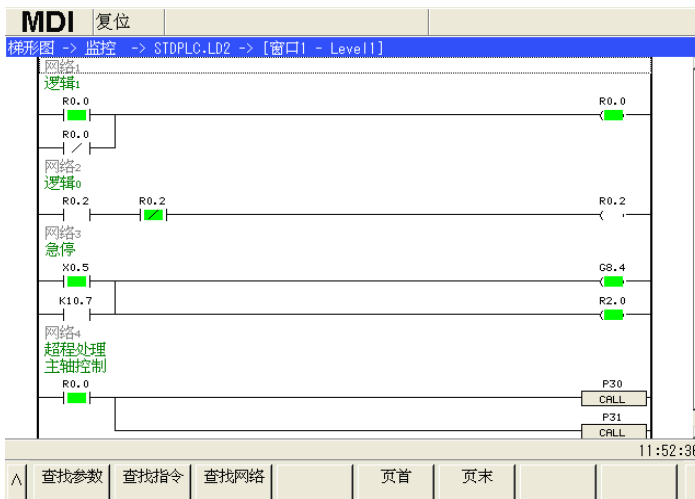 MDI 复位
梯形图 -> 监控 -> STDPLC.LD2 -> [窗口1 - Level1]
网络1
逻辑1
R0.0 R0.0
R0.0
网络2
逻辑0
R0.2 R0.2 R0.2
网络3
急停
X0.5 G8.4
K10.7 R2.0
网络4
超程处理
主轴控制
R0.0 P30
CALL
P31
CALL
11:52:36
∧ 查找参数 查找指令 查找网络 页首 页末